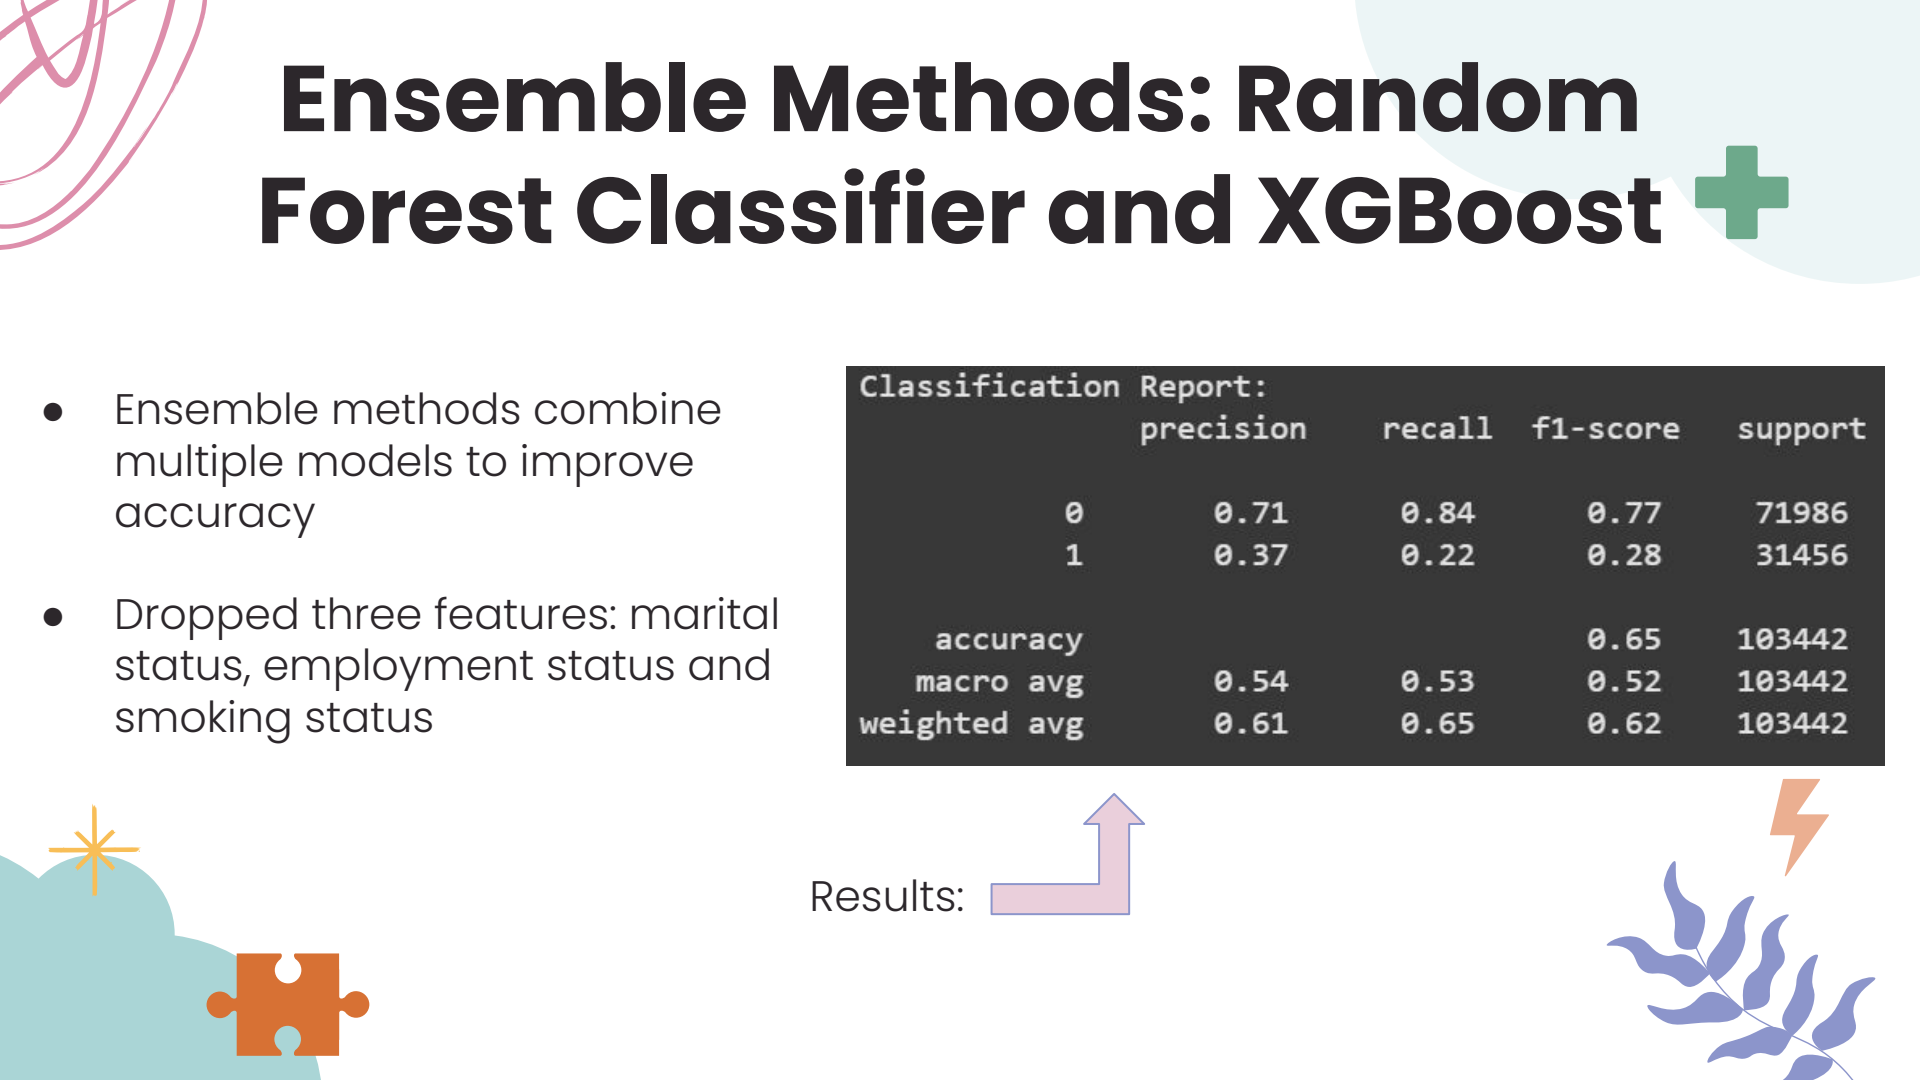 Ensemble Methods: Random
Forest Classifier and XGBoost
● Ensemble methods combine
multiple models to improve
accuracy
● Dropped three features: marital
status, employment status and
smoking status
Classification Report:
precision recall f1-score support
0 0.71 0.84 0.77 71986
1 0.37 0.22 0.28 31456
accuracy 0.65 103442
macro avg 0.54 0.53 0.52 103442
weighted avg 0.61 0.65 0.62 103442
Results: